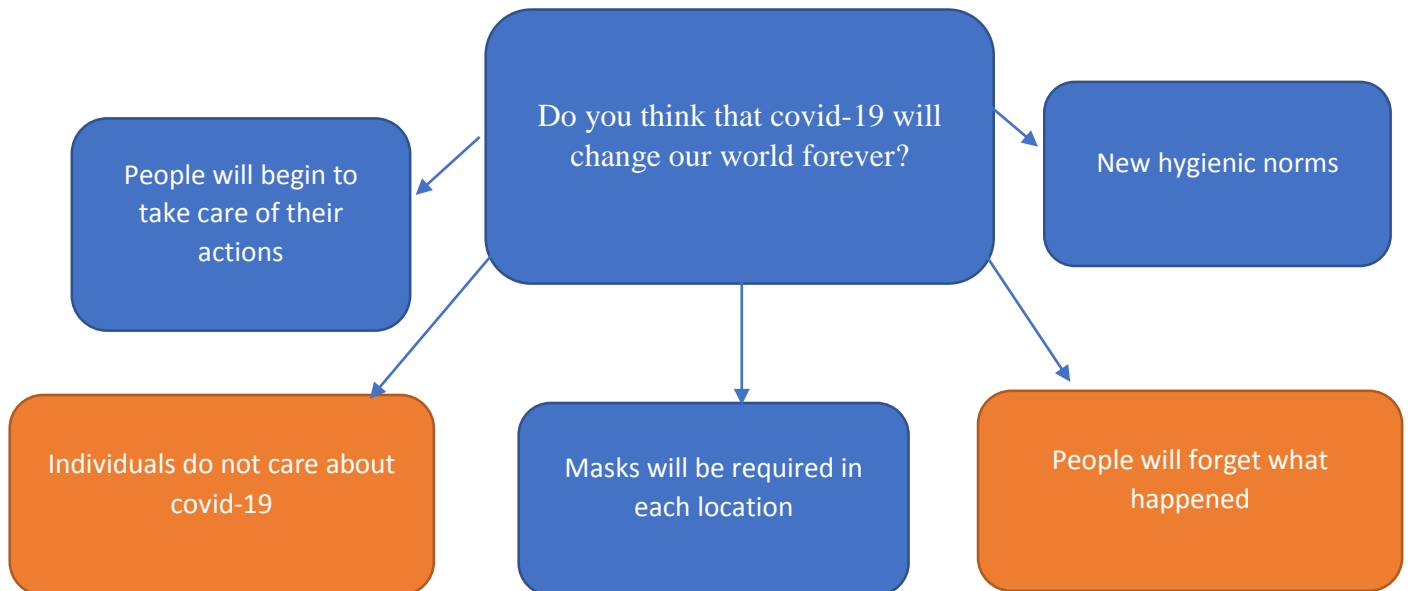 Do you think that covid-19 will
change our world forever?
People will begin to
take care of their
actions
New hygienic norms
Individuals do not care about
covid-19
Masks will be required in
each location
People will forget what
happened